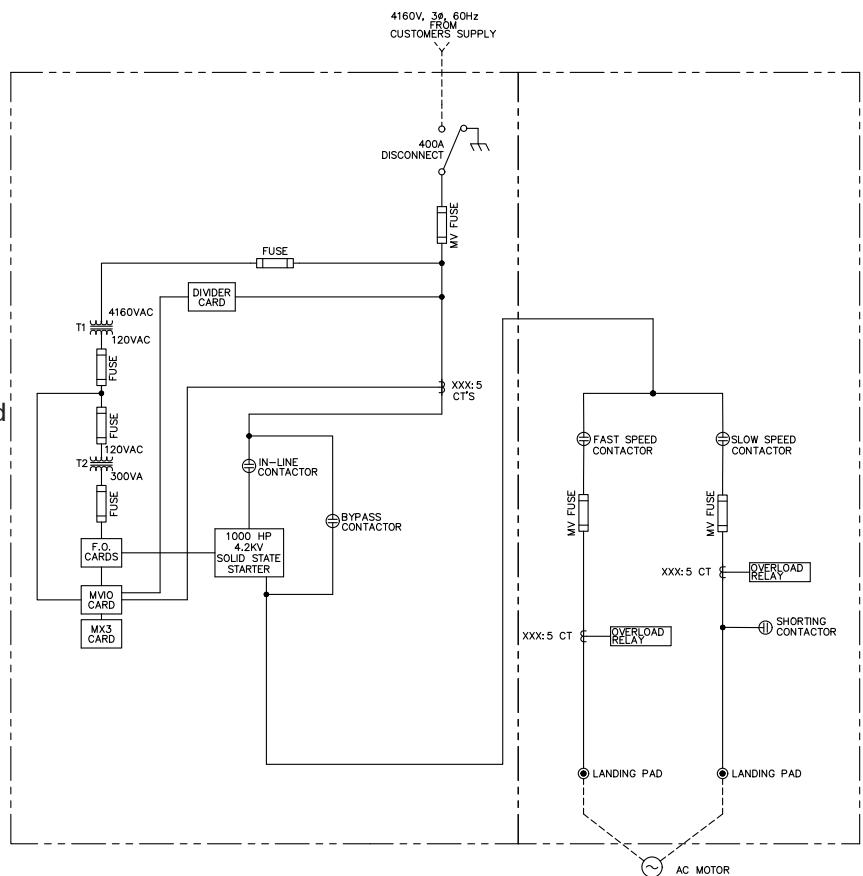 4160V, 3ø, 60Hz
FROM
CUSTOMERS SUPPLY
400A
DISCONNECT
MV FUSE
FUSE
DIVIDER
CARD
4160VAC
T1
120VAC
FUSE
XXX:5
CT'S
d
FUSE
120VAC
T2
300VA
FUSE
IN-LINE
CONTACTOR
BYPASS
CONTACTOR
1000 HP
4.2KV
SOLID STATE
STARTER
F.O.
CARDS
MVIO
CARD
MX3
CARD
FAST SPEED
CONTACTOR
SLOW SPEED
CONTACTOR
MV FUSE
MV FUSE
XXX:5 CT
OVERLOAD
RELAY
XXX:5 CT
OVERLOAD
RELAY
SHORTING
CONTACTOR
LANDING PAD
LANDING PAD
AC MOTOR